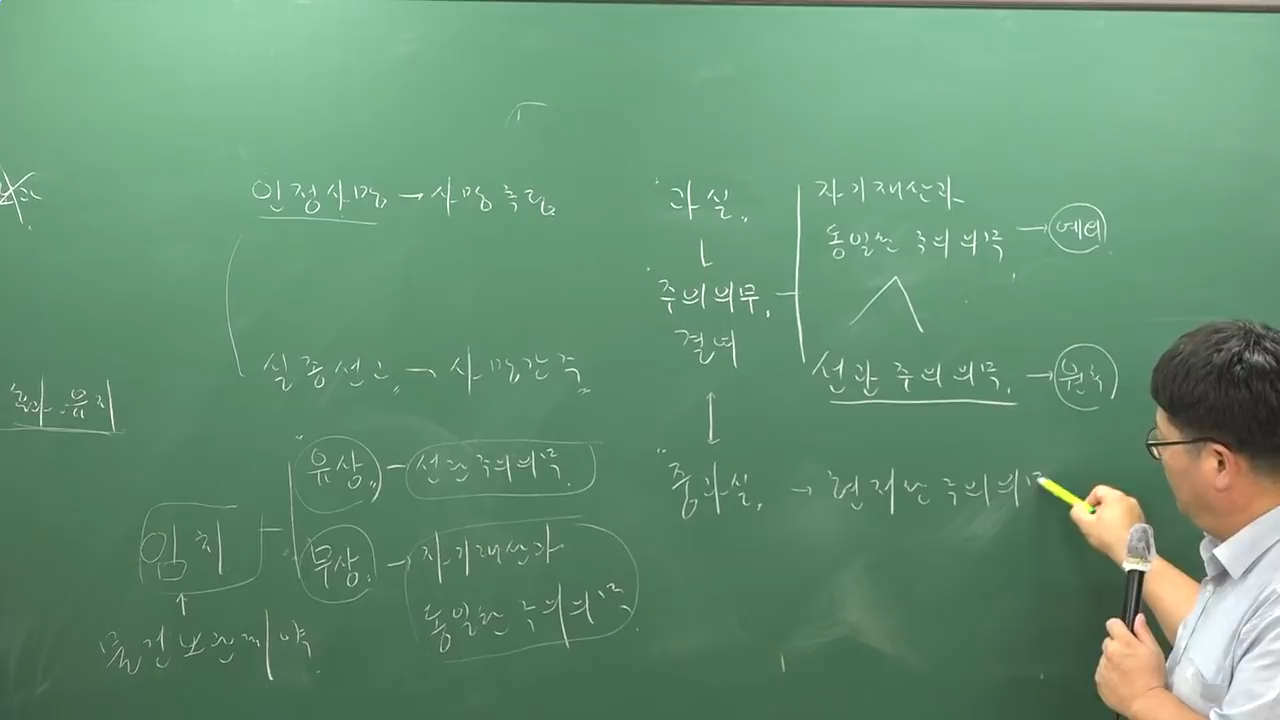 인정사망 → 사망추정
실종선고 → 사망간주
임치
유상 - 선관주의의무
무상 → 자기재산과
동일한 주의의무
↑
물건보관계약
과실
주의의무
결여
↕
중과실 → 현저한 주의의무
자기재산과
동일한 주의의무 → 예외
선관주의의무 → 원칙